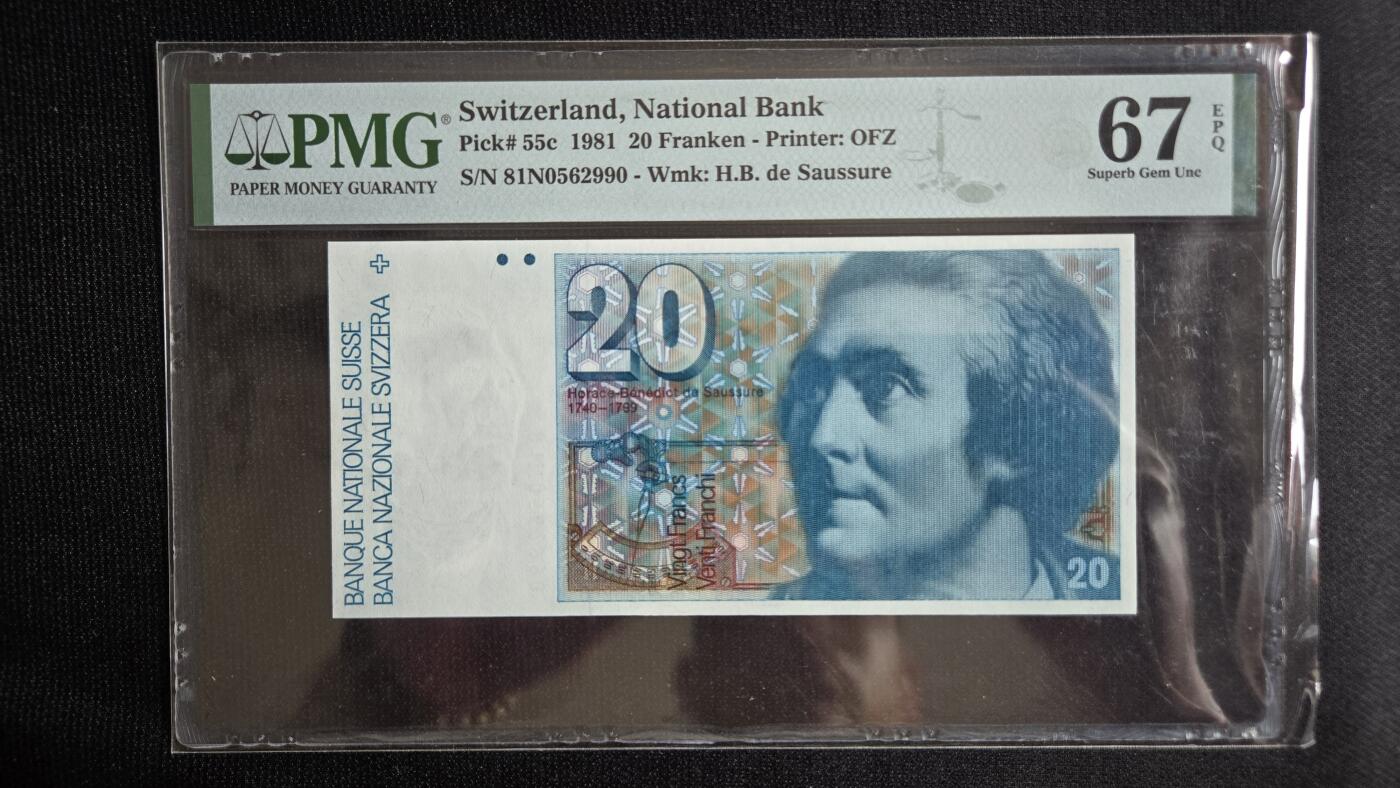 PMG®
PAPER MONEY GUARANTY
Switzerland, National Bank
Pick# 55c 1981 20 Franken - Printer: OFZ
S/N 81N0562990 - Wmk: H.B. de Saussure
67
EPQ
Superb Gem Unc
BANQUE NATIONALE SUISSE
BANCA NAZIONALE SVIZZERA
20
Horace-Bénédict de Saussure
1740–1799
Vingt Francs
Venti Franchi
20